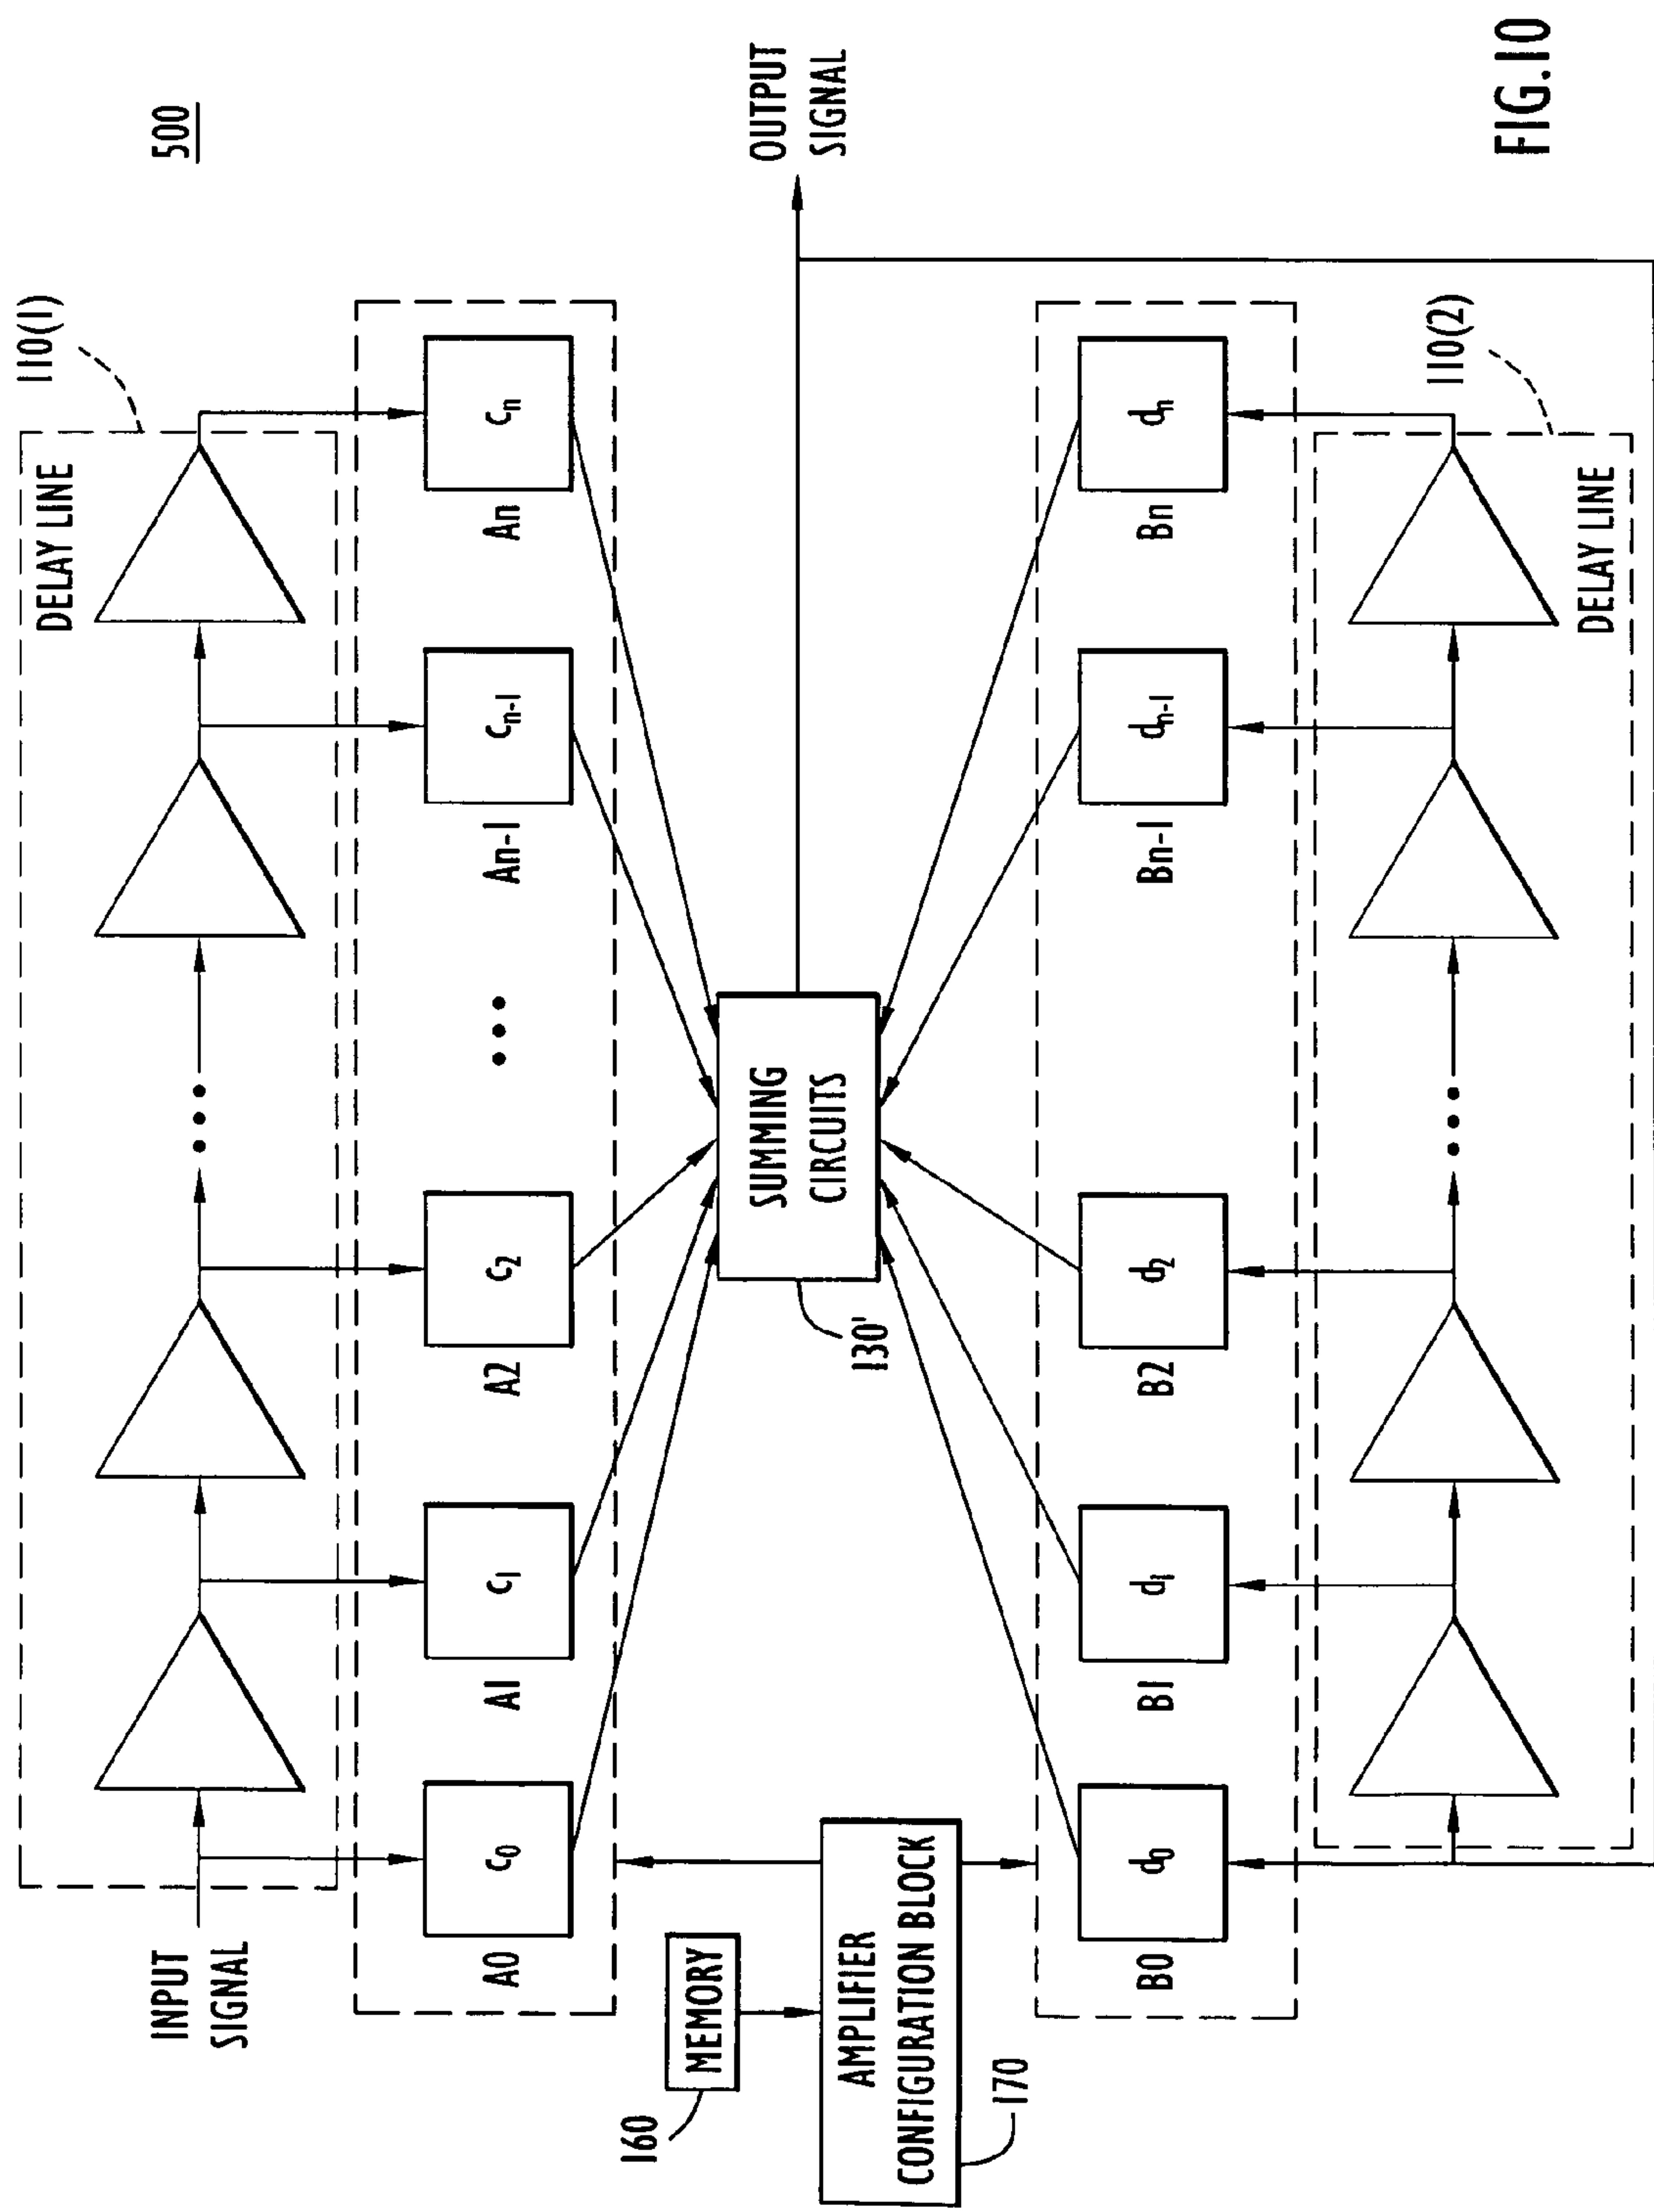 500
110(1)
DELAY LINE
INPUT
SIGNAL
c0
c1
c2
cn-1
cn
A0
A1
A2
...
An-1
An
MEMORY
160
SUMMING
CIRCUITS
130'
OUTPUT
SIGNAL
AMPLIFIER
CONFIGURATION BLOCK
170
d0
d1
d2
dn-1
dn
B0
B1
B2
Bn-1
Bn
110(2)
DELAY LINE
FIG.10